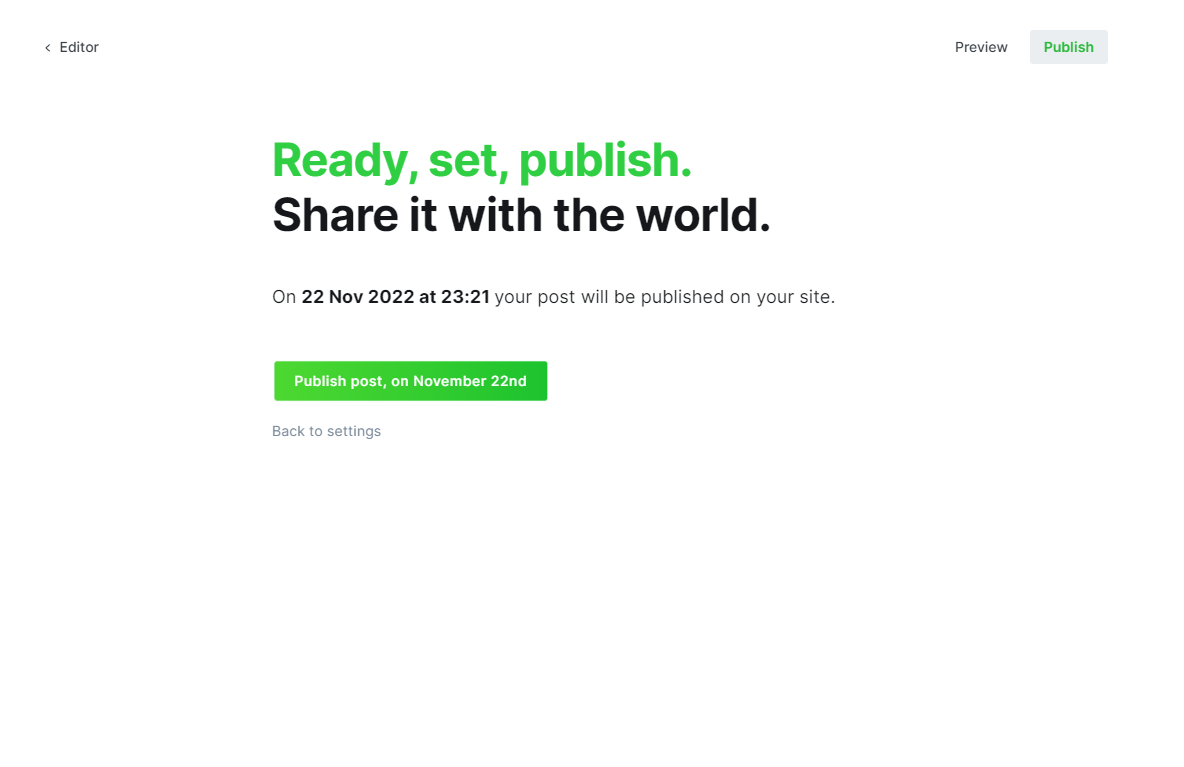 Editor
Preview
Publish
Ready, set, publish.
Share it with the world.
On 22 Nov 2022 at 23:21 your post will be published on your site.
Publish post, on November 22nd
Back to settings